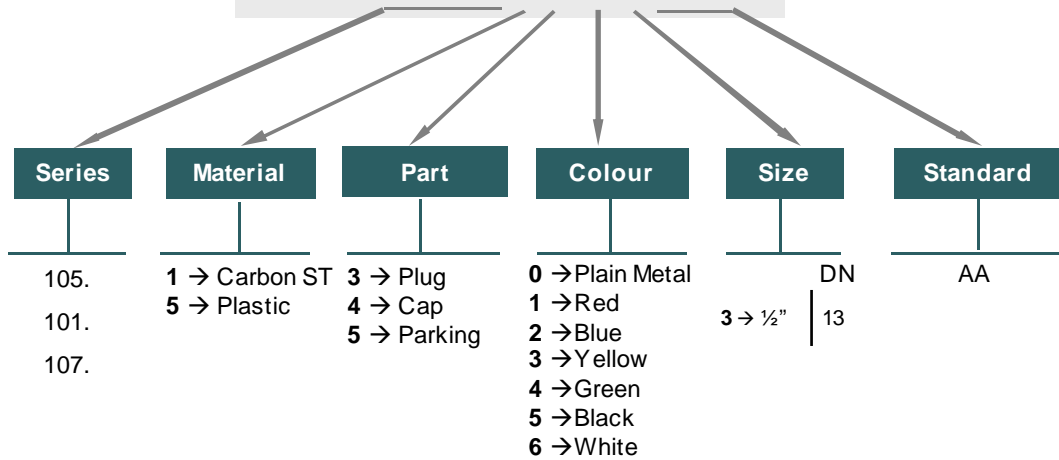 Series
105.
101.
107.
Material
1 → Carbon ST
5 → Plastic
Part
3 → Plug
4 → Cap
5 → Parking
Colour
0 →Plain Metal
1 →Red
2 →Blue
3 →Yellow
4 →Green
5 →Black
6 →White
Size
DN
3 → ½” 13
Standard
AA